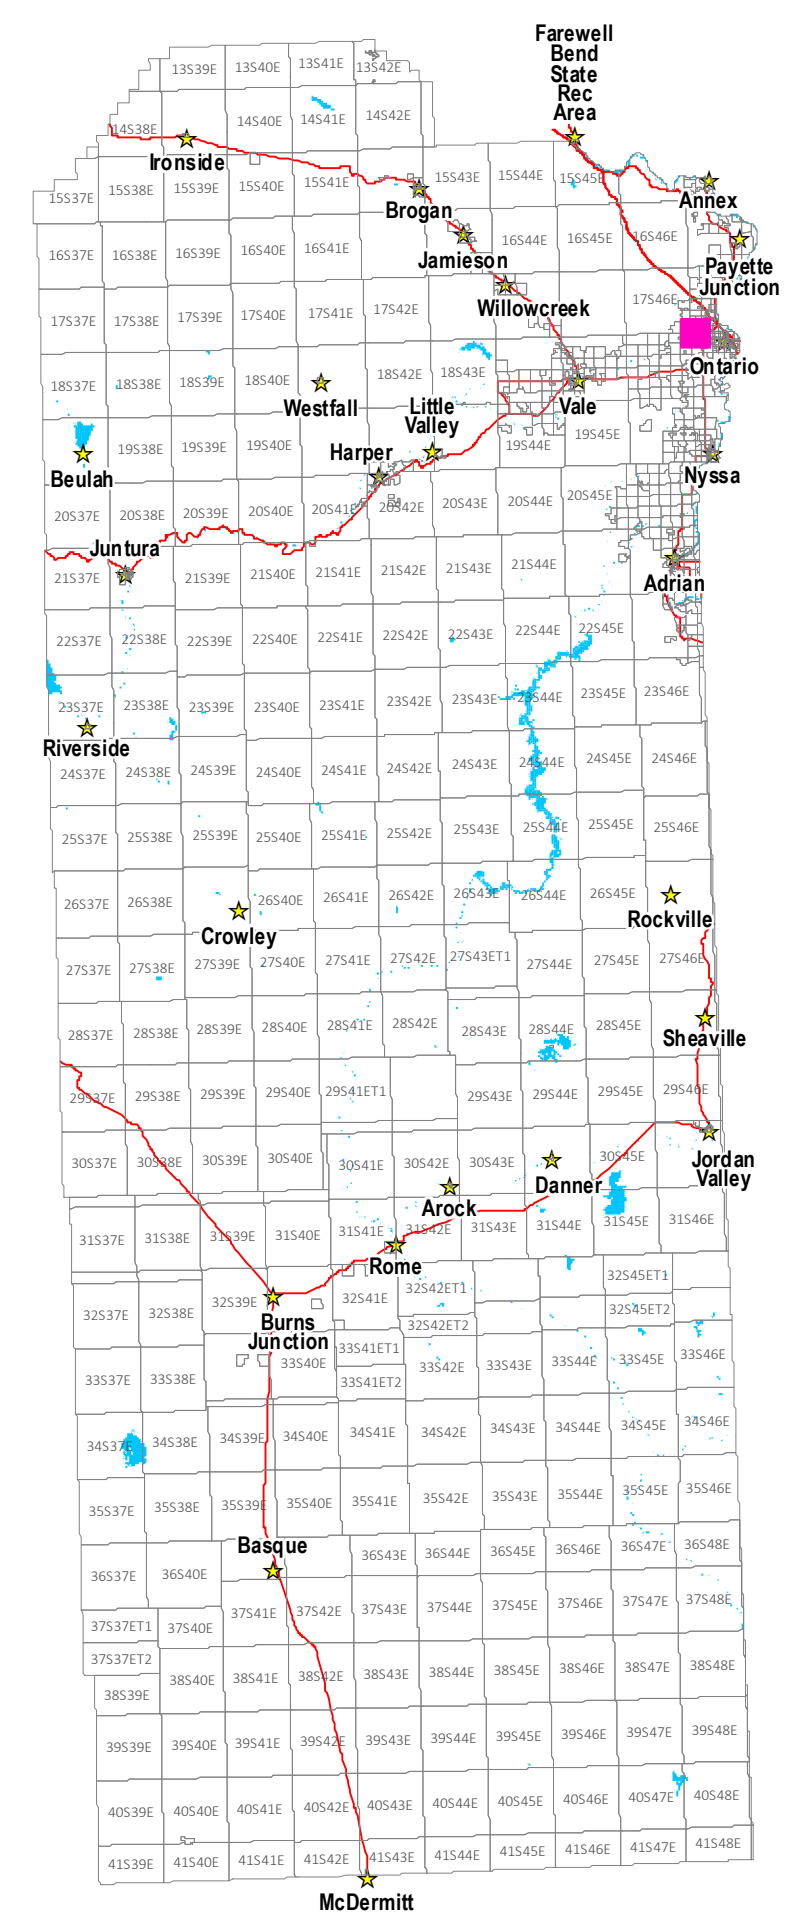 Farewell
Bend
State
Rec
Area
13S39E 13S40E 13S41E 13S42E
14S38E 14S40E 14S41E 14S42E
Ironside
15S37E 15S38E 15S39E 15S40E 15S41E 15S43E 15S44E 15S45E
Brogan
Annex
16S37E 16S38E 16S39E 16S40E 16S41E 16S44E 16S45E 16S46E
Jamieson
Payette
Junction
17S37E 17S38E 17S39E 17S40E 17S41E 17S42E 17S46E
Willowcreek
Ontario
18S37E 18S38E 18S39E 18S40E 18S42E 18S43E
Westfall
Little
Valley
Vale
19S38E 19S39E 19S40E 19S44E 19S45E
Harper
Beulah
Nyssa
20S37E 20S38E 20S39E 20S40E 20S41E 20S42E 20S43E 20S44E 20S45E
Juntura
21S37E 21S39E 21S40E 21S41E 21S42E 21S43E 21S44E
Adrian
22S37E 22S38E 22S39E 22S40E 22S41E 22S42E 22S43E 22S44E 22S45E
23S37E 23S38E 23S39E 23S40E 23S41E 23S42E 23S43E 23S44E 23S45E 23S46E
Riverside
24S37E 24S38E 24S39E 24S40E 24S41E 24S42E 24S43E 24S44E 24S45E 24S46E
25S37E 25S38E 25S39E 25S40E 25S41E 25S42E 25S43E 25S44E 25S45E 25S46E
26S37E 26S38E 26S40E 26S41E 26S42E 26S43E 26S44E 26S45E
Rockville
Crowley
27S37E 27S38E 27S39E 27S40E 27S41E 27S42E 27S43ET1 27S44E 27S45E 27S46E
28S37E 28S38E 28S39E 28S40E 28S41E 28S42E 28S43E 28S44E 28S45E
Sheaville
29S37E 29S38E 29S39E 29S40E 29S41ET1 29S43E 29S44E 29S45E 29S46E
30S37E 30S38E 30S39E 30S40E 30S41E 30S42E 30S43E 30S45E
Jordan
Valley
Danner
Arock
31S37E 31S38E 31S39E 31S40E 31S41E 31S42E 31S43E 31S44E 31S45E 31S46E
Rome
32S37E 32S38E 32S39E 32S41E 32S42ET1 32S45ET1
32S42ET2 32S45ET2
Burns
Junction
33S41ET1
33S37E 33S38E 33S40E 33S42E 33S43E 33S44E 33S45E 33S46E
33S41ET2
34S37E 34S38E 34S39E 34S40E 34S41E 34S42E 34S43E 34S44E 34S45E 34S46E
35S37E 35S38E 35S39E 35S40E 35S41E 35S42E 35S43E 35S44E 35S45E 35S46E
Basque
36S37E 36S40E 36S43E 36S44E 36S45E 36S46E 36S47E 36S48E
37S37ET1 37S40E 37S41E 37S42E 37S43E 37S44E 37S45E 37S46E 37S47E 37S48E
37S37ET2
38S39E 38S40E 38S41E 38S42E 38S43E 38S44E 38S45E 38S46E 38S47E 38S48E
39S39E 39S40E 39S41E 39S42E 39S43E 39S44E 39S45E 39S46E 39S47E 39S48E
40S39E 40S40E 40S41E 40S42E 40S43E 40S44E 40S45E 40S46E 40S47E 40S48E
41S39E 41S40E 41S41E 41S42E 41S43E 41S44E 41S45E 41S46E 41S47E 41S48E
McDermitt